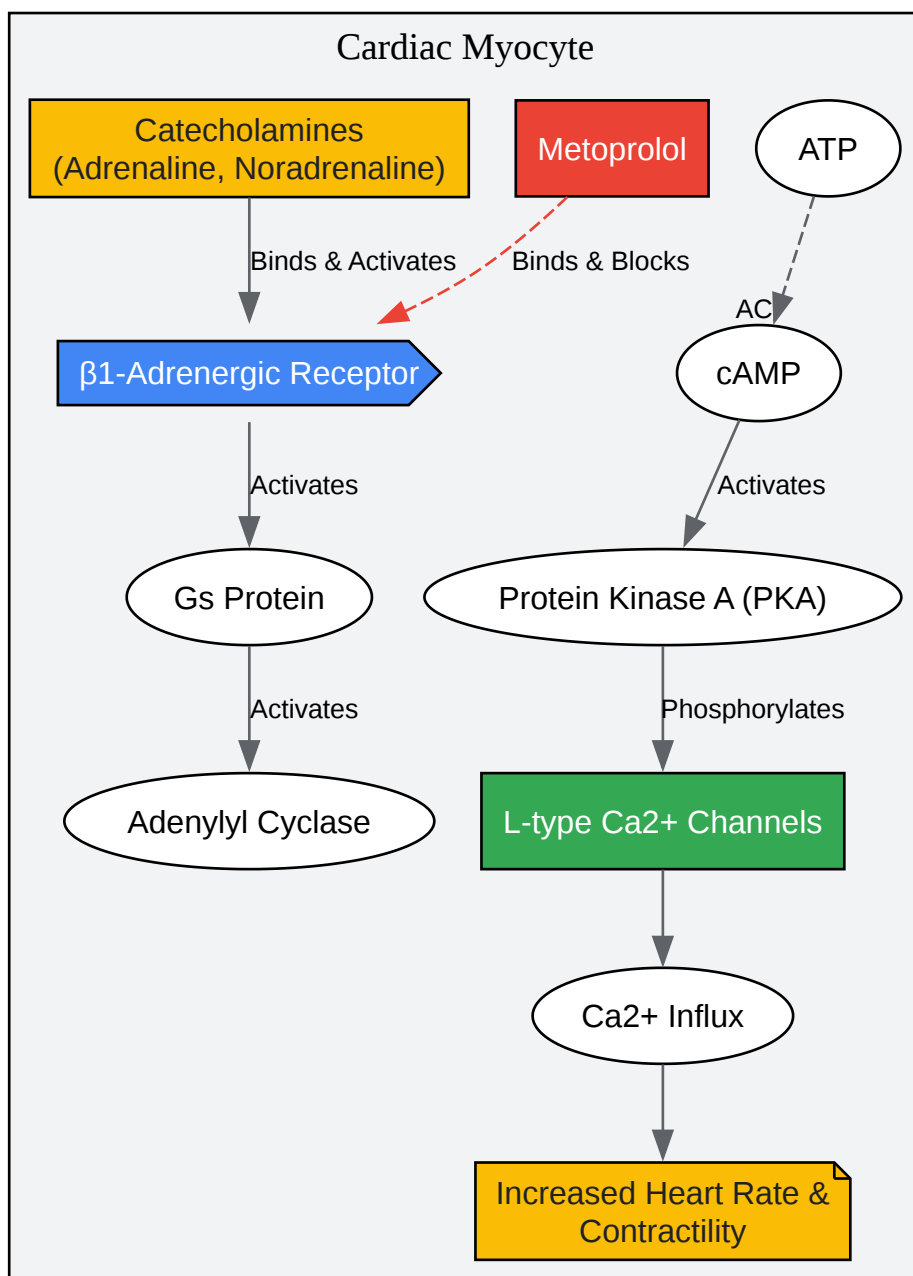 Cardiac Myocyte
Catecholamines
(Adrenaline, Noradrenaline)
Metoprolol
ATP
Binds & Activates
Binds & Blocks
AC
β1-Adrenergic Receptor
cAMP
Activates
Activates
Gs Protein
Protein Kinase A (PKA)
Activates
Phosphorylates
Adenylyl Cyclase
L-type Ca2+ Channels
Ca2+ Influx
Increased Heart Rate &
Contractility